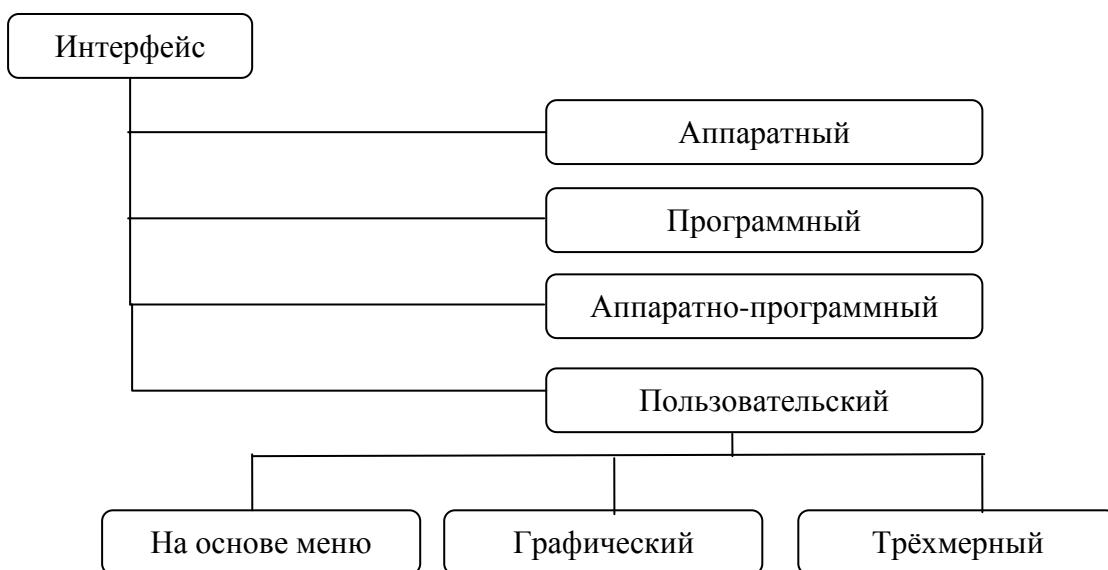 Интерфейс
Аппаратный
Программный
Аппаратно-программный
Пользовательский
На основе меню
Графический
Трёхмерный